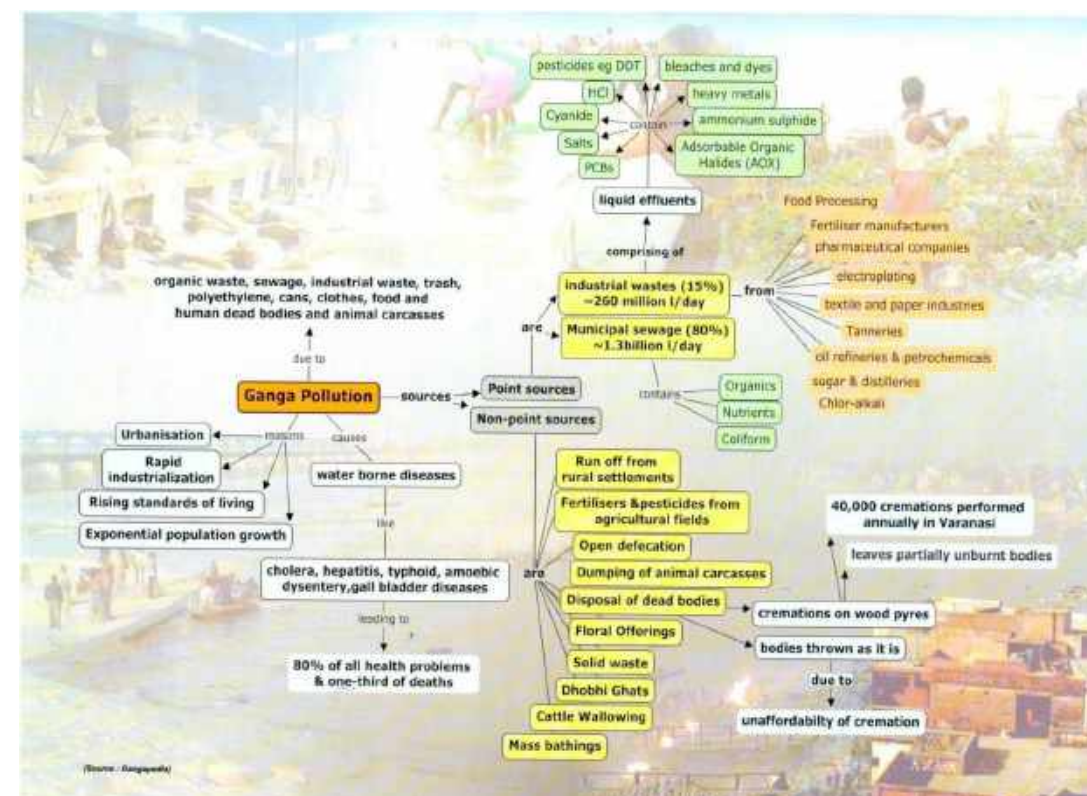 pesticides eg DDT
bleaches and dyes
HCl
heavy metals
Cyanide
contain
ammonium sulphide
Salts
Adsorbable Organic
Halides (AOX)
PCBs
liquid effluents
Food Processing
Fertiliser manufacturers
pharmaceutical companies
comprising of
electroplating
organic waste, sewage, industrial waste, trash,
polyethylene, cans, clothes, food and
human dead bodies and animal carcasses
industrial wastes (15%)
~260 million l/day
from
textile and paper industries
are
Municipal sewage (80%)
~1.3billion l/day
Tanneries
oil refineries & petrochemicals
due to
sugar & distilleries
Chlor-alkali
Ganga Pollution
sources
Point sources
Non-point sources
contains
Organics
Nutrients
Coliform
Urbanisation
reasons
causes
Rapid
industrialization
water borne diseases
Rising standards of living
Exponential population growth
like
cholera, hepatitis, typhoid, amoebic
dysentery,gall bladder diseases
leading to
80% of all health problems
& one-third of deaths
are
Run off from
rural settlements
Fertilisers &pesticides from
agricultural fields
Open defecation
Dumping of animal carcasses
Disposal of dead bodies
Floral Offerings
Solid waste
Dhobhi Ghats
Cattle Wallowing
Mass bathings
40,000 cremations performed
annually in Varanasi
leaves partially unburnt bodies
cremations on wood pyres
bodies thrown as it is
due to
unaffordabilty of cremation
(Source : Gangapedia)